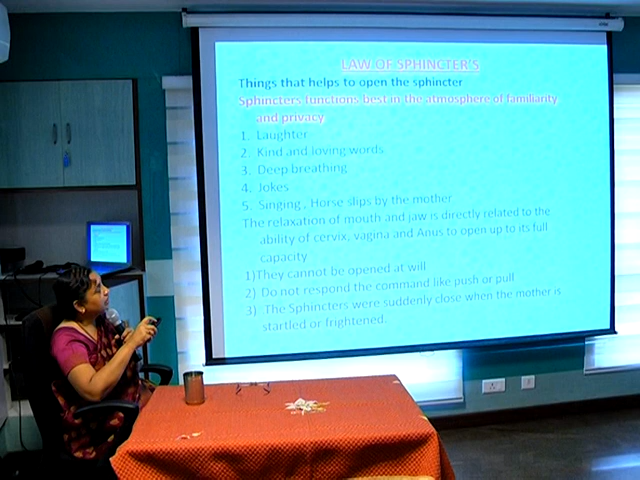 LAW OF SPHINCTER'S
Things that helps to open the sphincter
Sphincters functions best in the atmosphere of familiarity
and privacy
1. Laughter
2. Kind and loving words
3. Deep breathing
4. Jokes
5. Singing , Horse slips by the mother
The relaxation of mouth and jaw is directly related to the
ability of cervix, vagina and Anus to open up to its full
capacity
1)They cannot be opened at will
2) Do not respond the command like push or pull
3) The Sphincters were suddenly close when the mother is
startled or frightened.